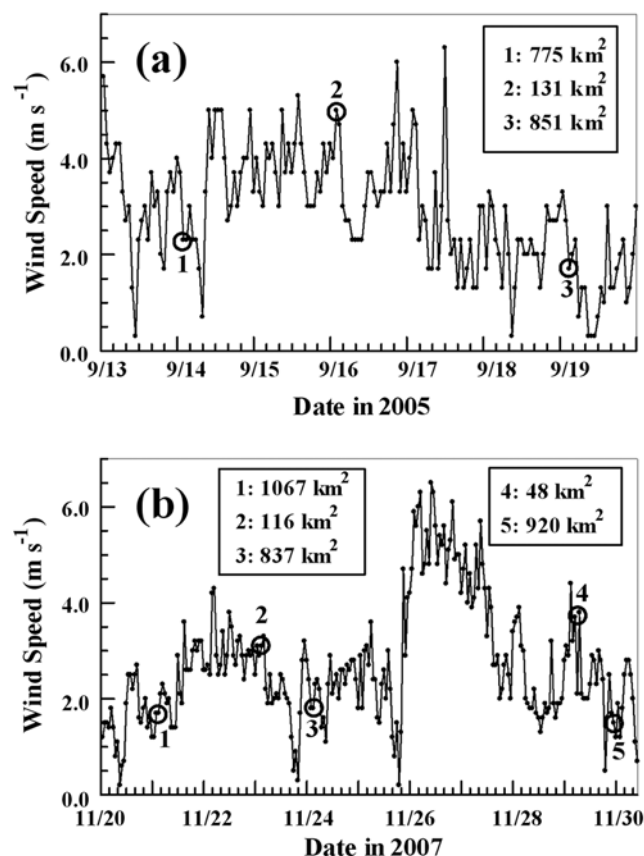 (a)
1: 775 km²
2: 131 km²
3: 851 km²
6.0
4.0
2.0
0.0
Wind Speed (m s⁻¹)
1
2
3
9/13 9/14 9/15 9/16 9/17 9/18 9/19
Date in 2005
(b)
1: 1067 km²
2: 116 km²
3: 837 km²
4: 48 km²
5: 920 km²
6.0
4.0
2.0
0.0
Wind Speed (m s⁻¹)
1
2
3
4
5
11/20 11/22 11/24 11/26 11/28 11/30
Date in 2007